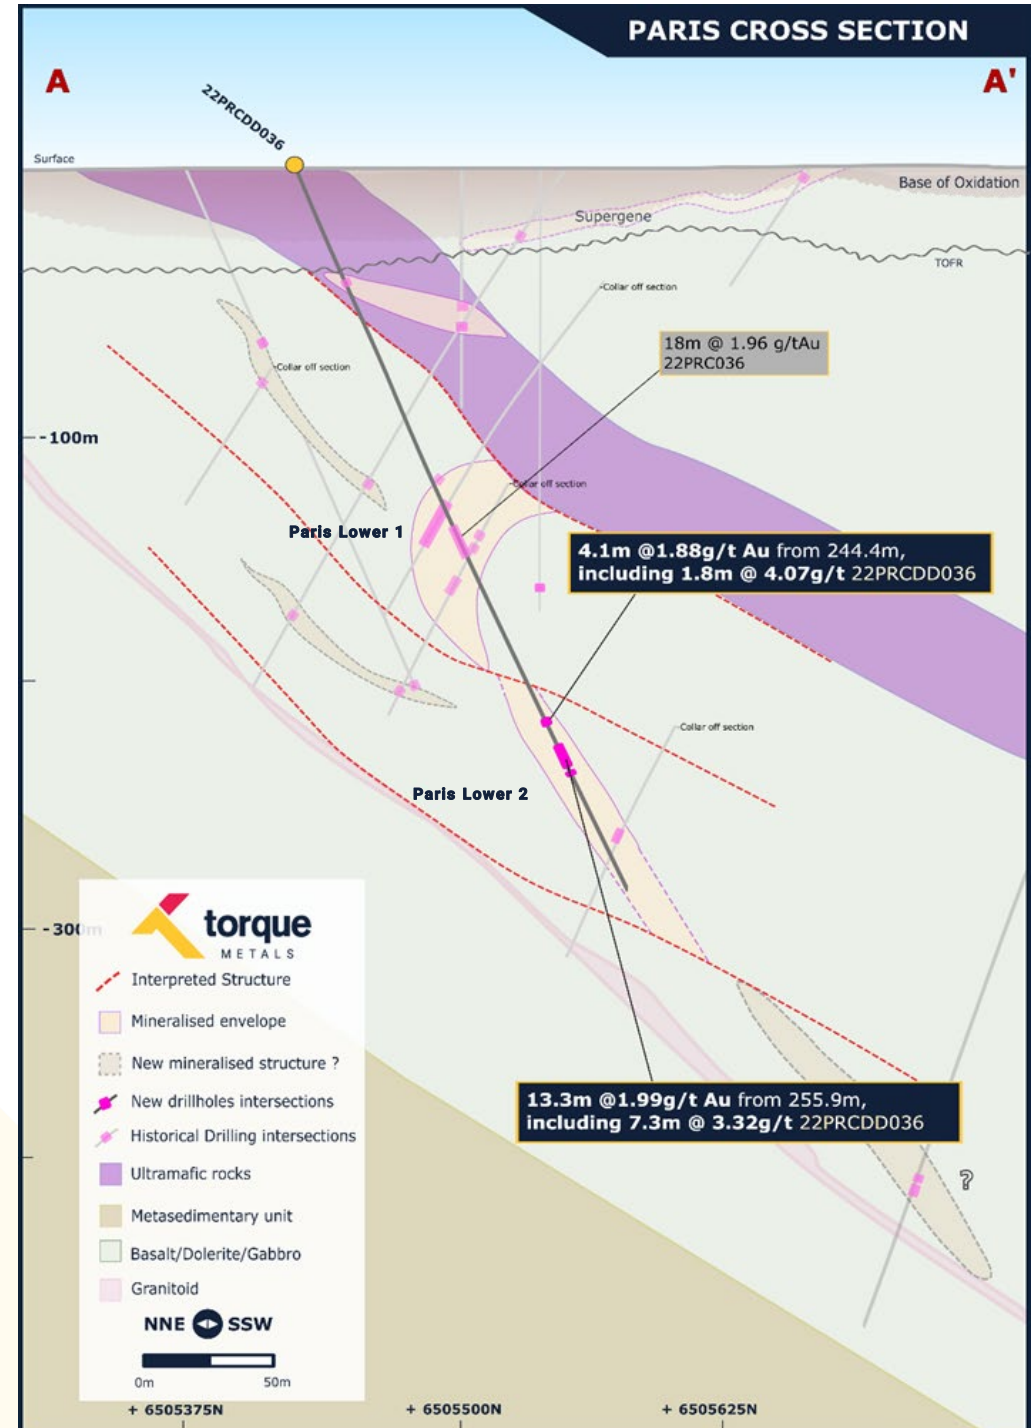 PARIS CROSS SECTION
A
A'
22PRCDD036
Surface
Base of Oxidation
Supergene
TOFR
Collar off section
18m @ 1.96 g/tAu
22PRC036
Collar off section
-100m
Collar off section
Paris Lower 1
4.1m @1.88g/t Au from 244.4m,
including 1.8m @ 4.07g/t 22PRCDD036
Collar off section
Paris Lower 2
-300m
torque
METALS
Interpreted Structure
Mineralised envelope
New mineralised structure ?
New drillholes intersections
Historical Drilling intersections
Ultramafic rocks
Metasedimentary unit
Basalt/Dolerite/Gabbro
Granitoid
NNE SSW
0m 50m
13.3m @1.99g/t Au from 255.9m,
including 7.3m @ 3.32g/t 22PRCDD036
?
+ 6505375N + 6505500N + 6505625N